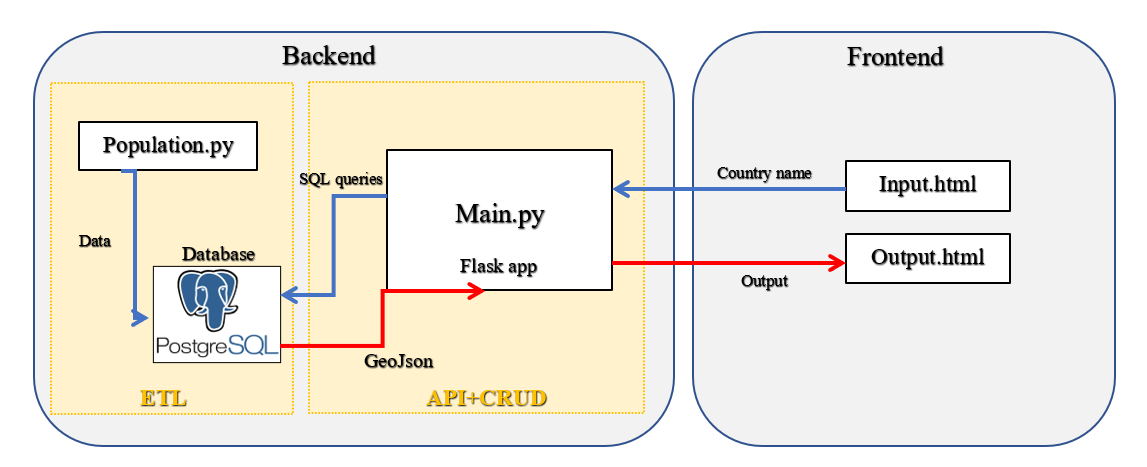 Backend
Frontend
Population.py
SQL queries
Country name
Input.html
Main.py
Data
Database
Flask app
Output.html
Output
PostgreSQL
GeoJson
ETL
API+CRUD